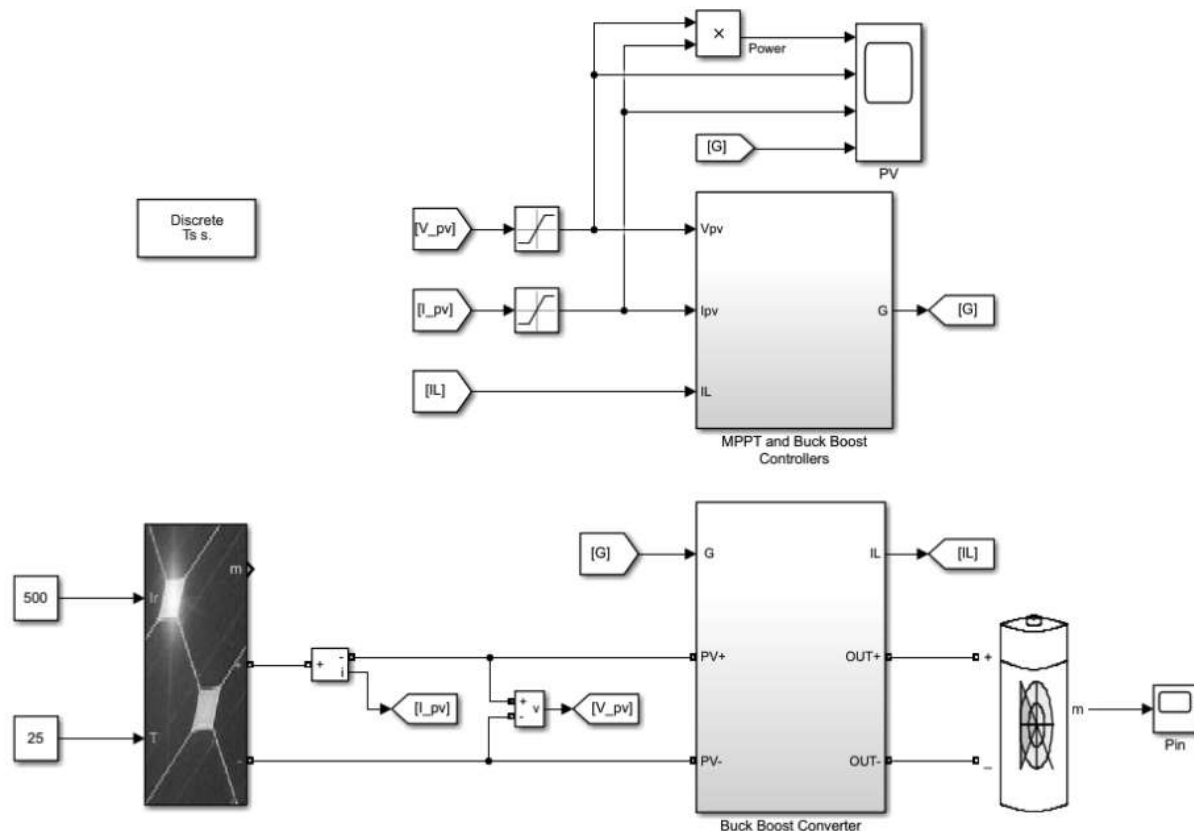 ×
Power
[G]
PV
Discrete
Ts s.
[V_pv]
Vpv
[I_pv]
Ipv
G
[G]
[IL]
IL
MPPT and Buck Boost
Controllers
500
Ir
m
[G]
G
IL
[IL]
+
+
-
i
PV+
OUT+
+
[I_pv]
+
-
v
[V_pv]
m
25
T
-
PV-
OUT-
_
Pin
Buck Boost Converter